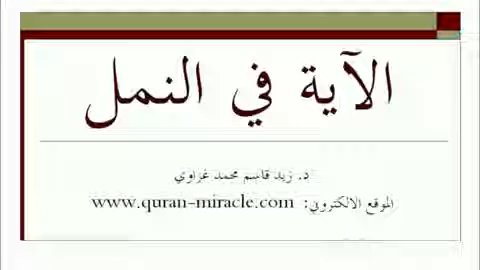 الآية في النمل
د. زيد قاسم محمد غزاوي
الموقع الالكتروني: www.quran-miracle.com